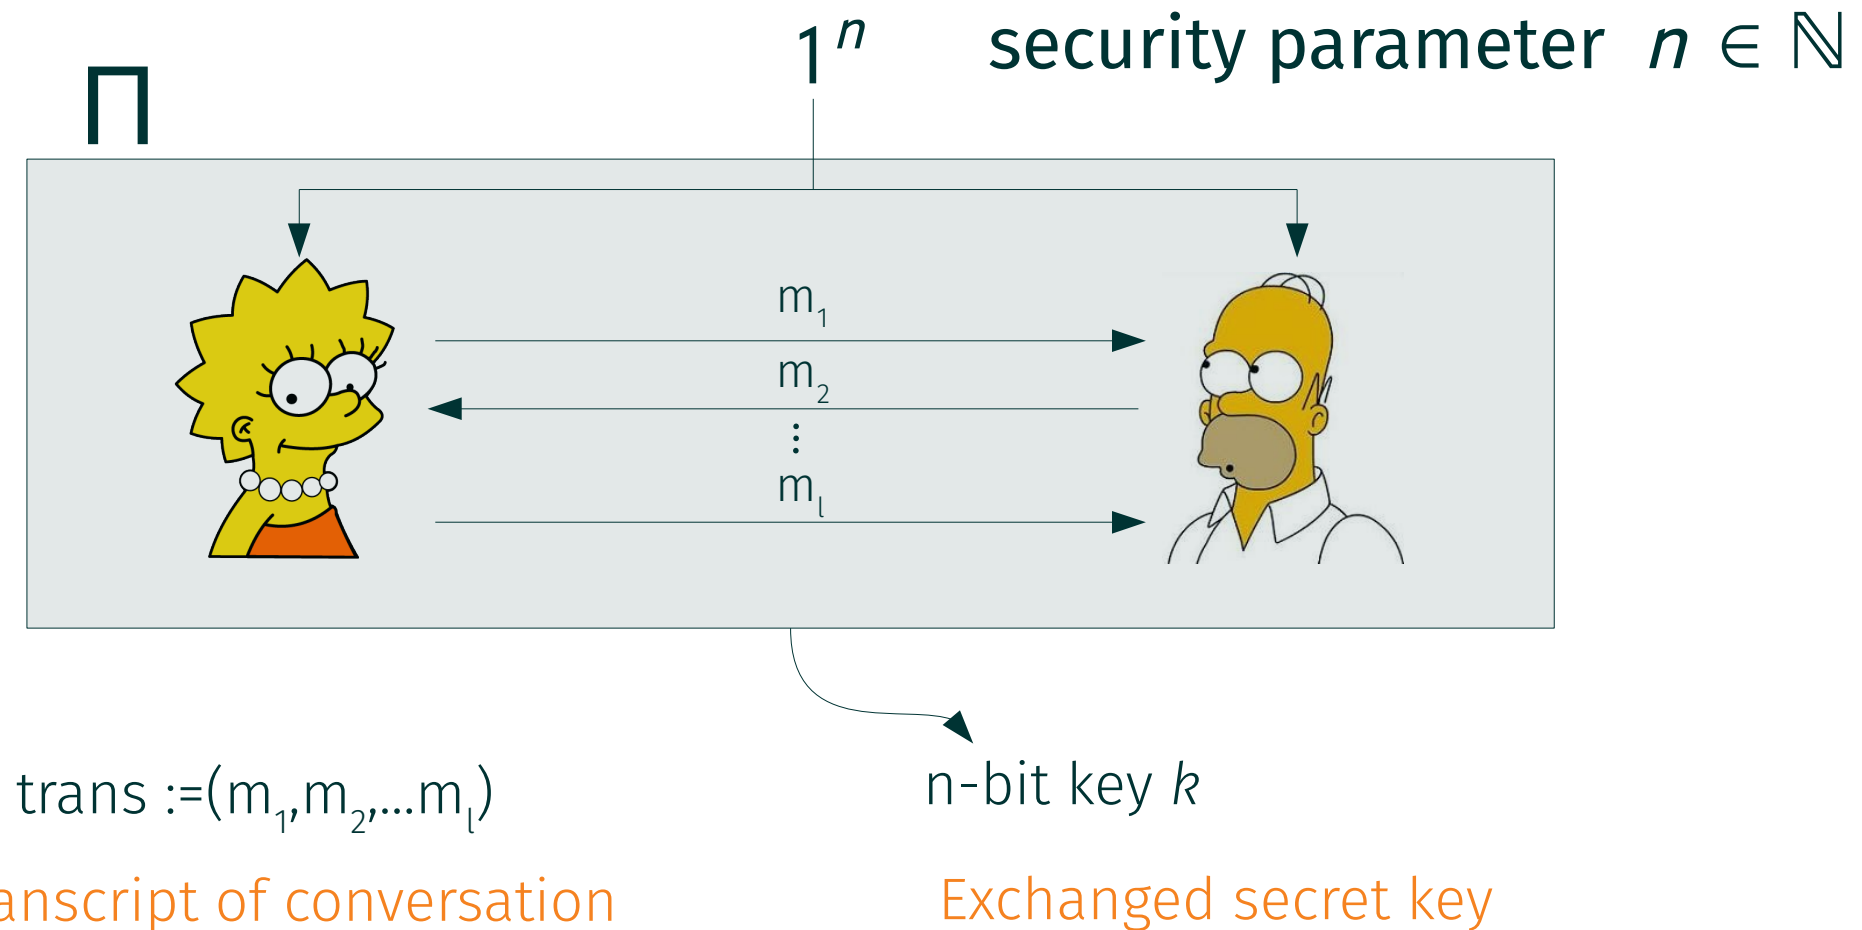 1ⁿ security parameter n ∈ ℕ
Π
m₁
m₂
⋮
mₗ
trans :=(m₁,m₂,...mₗ)
n-bit key k
anscript of conversation
Exchanged secret key